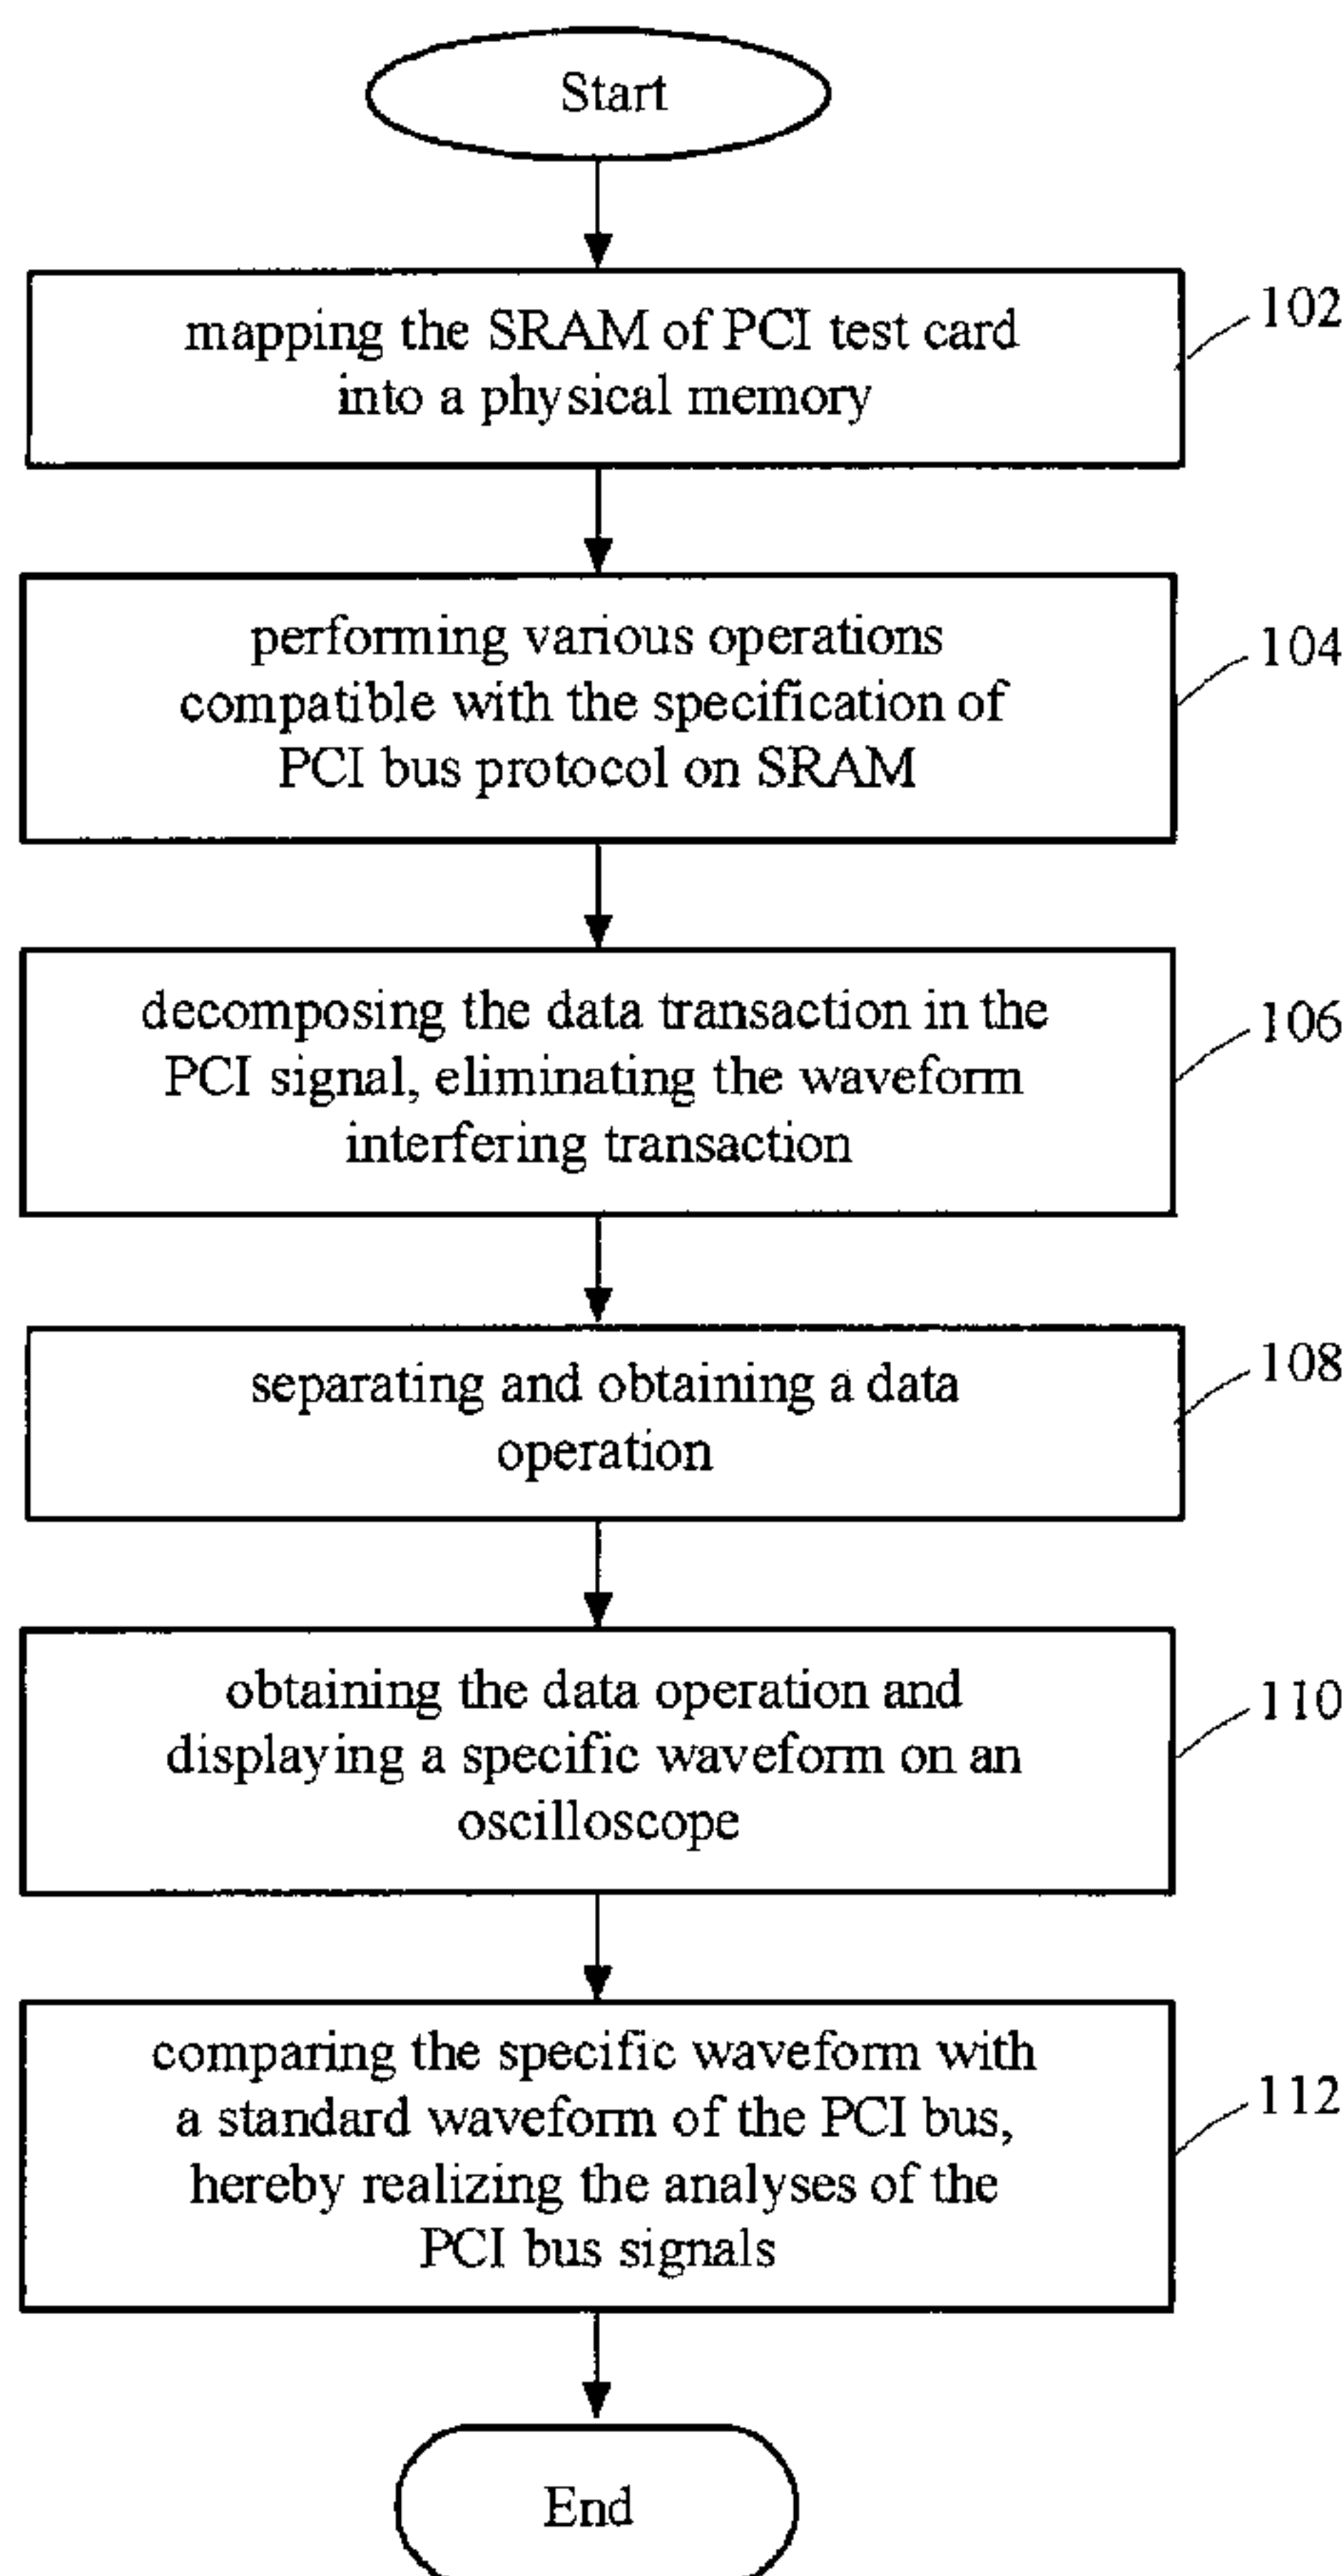 Start
mapping the SRAM of PCI test card
into a physical memory
102
performing various operations
compatible with the specification of
PCI bus protocol on SRAM
104
decomposing the data transaction in the
PCI signal, eliminating the waveform
interfering transaction
106
separating and obtaining a data
operation
108
obtaining the data operation and
displaying a specific waveform on an
oscilloscope
110
comparing the specific waveform with
a standard waveform of the PCI bus,
hereby realizing the analyses of the
PCI bus signals
112
End